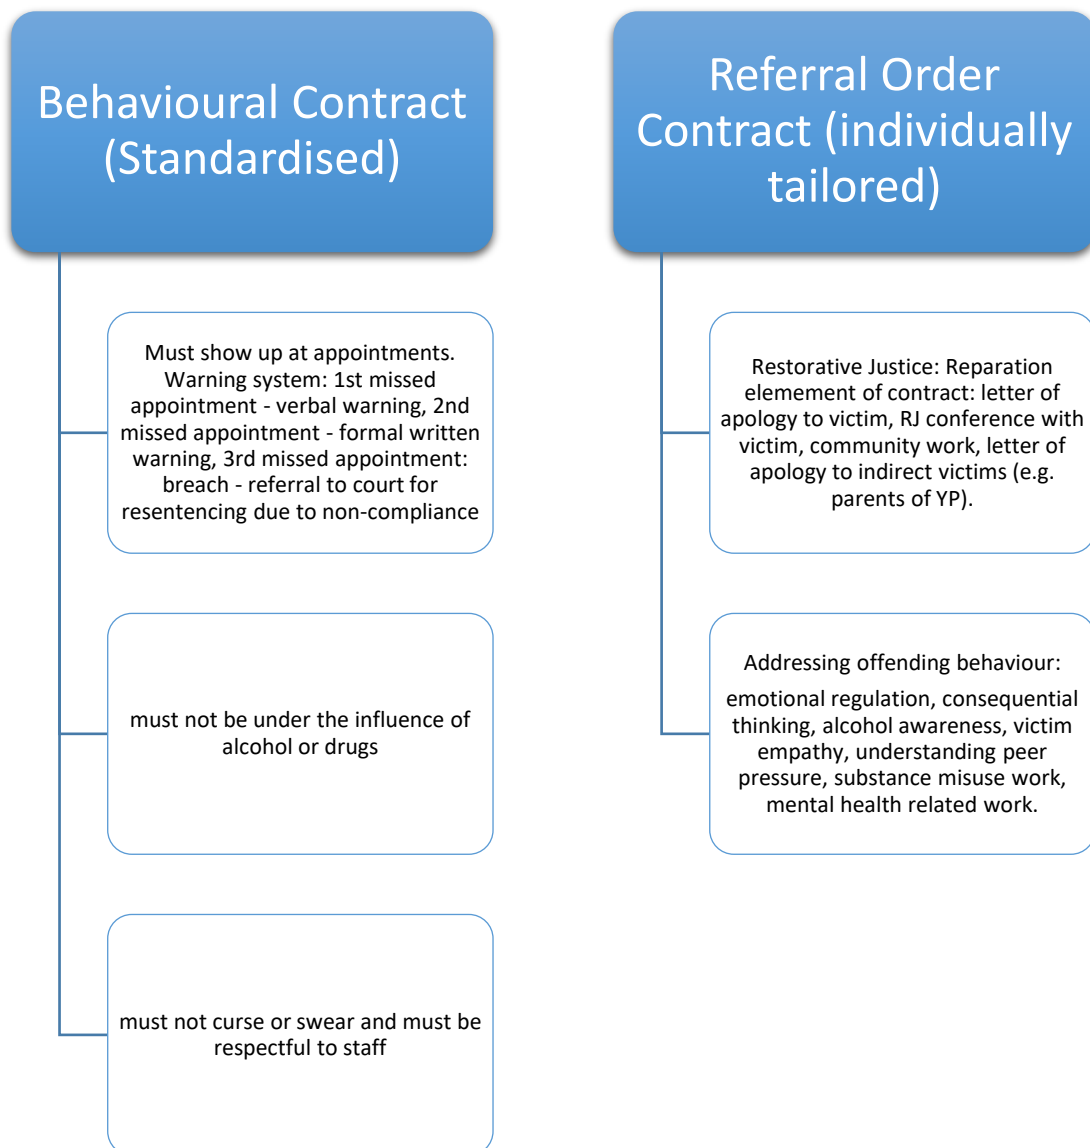 Behavioural Contract
(Standardised)
Must show up at appointments.
Warning system: 1st missed
appointment - verbal warning, 2nd
missed appointment - formal written
warning, 3rd missed appointment:
breach - referral to court for
resentencing due to non-compliance
must not be under the influence of
alcohol or drugs
must not curse or swear and must be
respectful to staff
Referral Order
Contract (individually
tailored)
Restorative Justice: Reparation
elemement of contract: letter of
apology to victim, RJ conference with
victim, community work, letter of
apology to indirect victims (e.g.
parents of YP).
Addressing offending behaviour:
emotional regulation, consequential
thinking, alcohol awareness, victim
empathy, understanding peer
pressure, substance misuse work,
mental health related work.